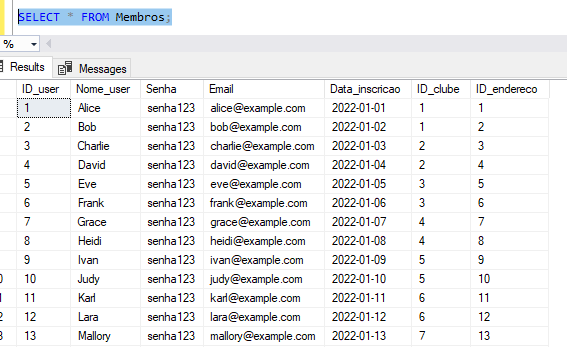 SELECT * FROM Membros;
%
Results Messages
ID_user Nome_user Senha Email Data_inscricao ID_clube ID_endereco
1 Alice senha123 alice@example.com 2022-01-01 1 1
2 Bob senha123 bob@example.com 2022-01-02 1 2
3 Charlie senha123 charlie@example.com 2022-01-03 2 3
4 David senha123 david@example.com 2022-01-04 2 4
5 Eve senha123 eve@example.com 2022-01-05 3 5
6 Frank senha123 frank@example.com 2022-01-06 3 6
7 Grace senha123 grace@example.com 2022-01-07 4 7
8 Heidi senha123 heidi@example.com 2022-01-08 4 8
9 Ivan senha123 ivan@example.com 2022-01-09 5 9
0 10 Judy senha123 judy@example.com 2022-01-10 5 10
1 11 Karl senha123 karl@example.com 2022-01-11 6 11
2 12 Lara senha123 lara@example.com 2022-01-12 6 12
3 13 Mallory senha123 mallory@example.com 2022-01-13 7 13